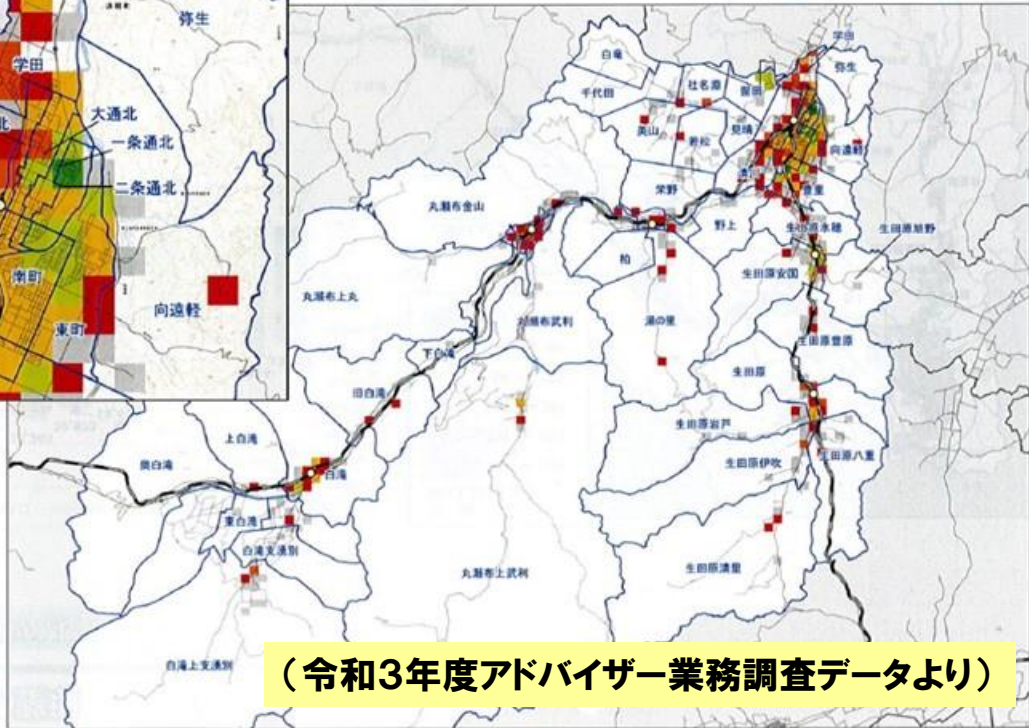 弥生
学田
大通北
北
一条通北
二条通北
南町
向遠軽
東町
学田
白滝
弥生
千代田
社名淵
留岡
美山
見晴
若松
向遠軽
清川
栄野
豊里
丸瀬布金山
野上
生田原水穂
生田原旭野
柏
生田原安国
丸瀬布上丸
丸瀬布武利
湯の里
生田原豊原
下白滝
生田原
旧白滝
生田原岩戸
上白滝
生田原伊吹
生田原八重
奥白滝
白滝
東白滝
白滝支湧別
丸瀬布上武利
生田原清里
白滝上支湧別
（令和３年度アドバイザー業務調査データより）